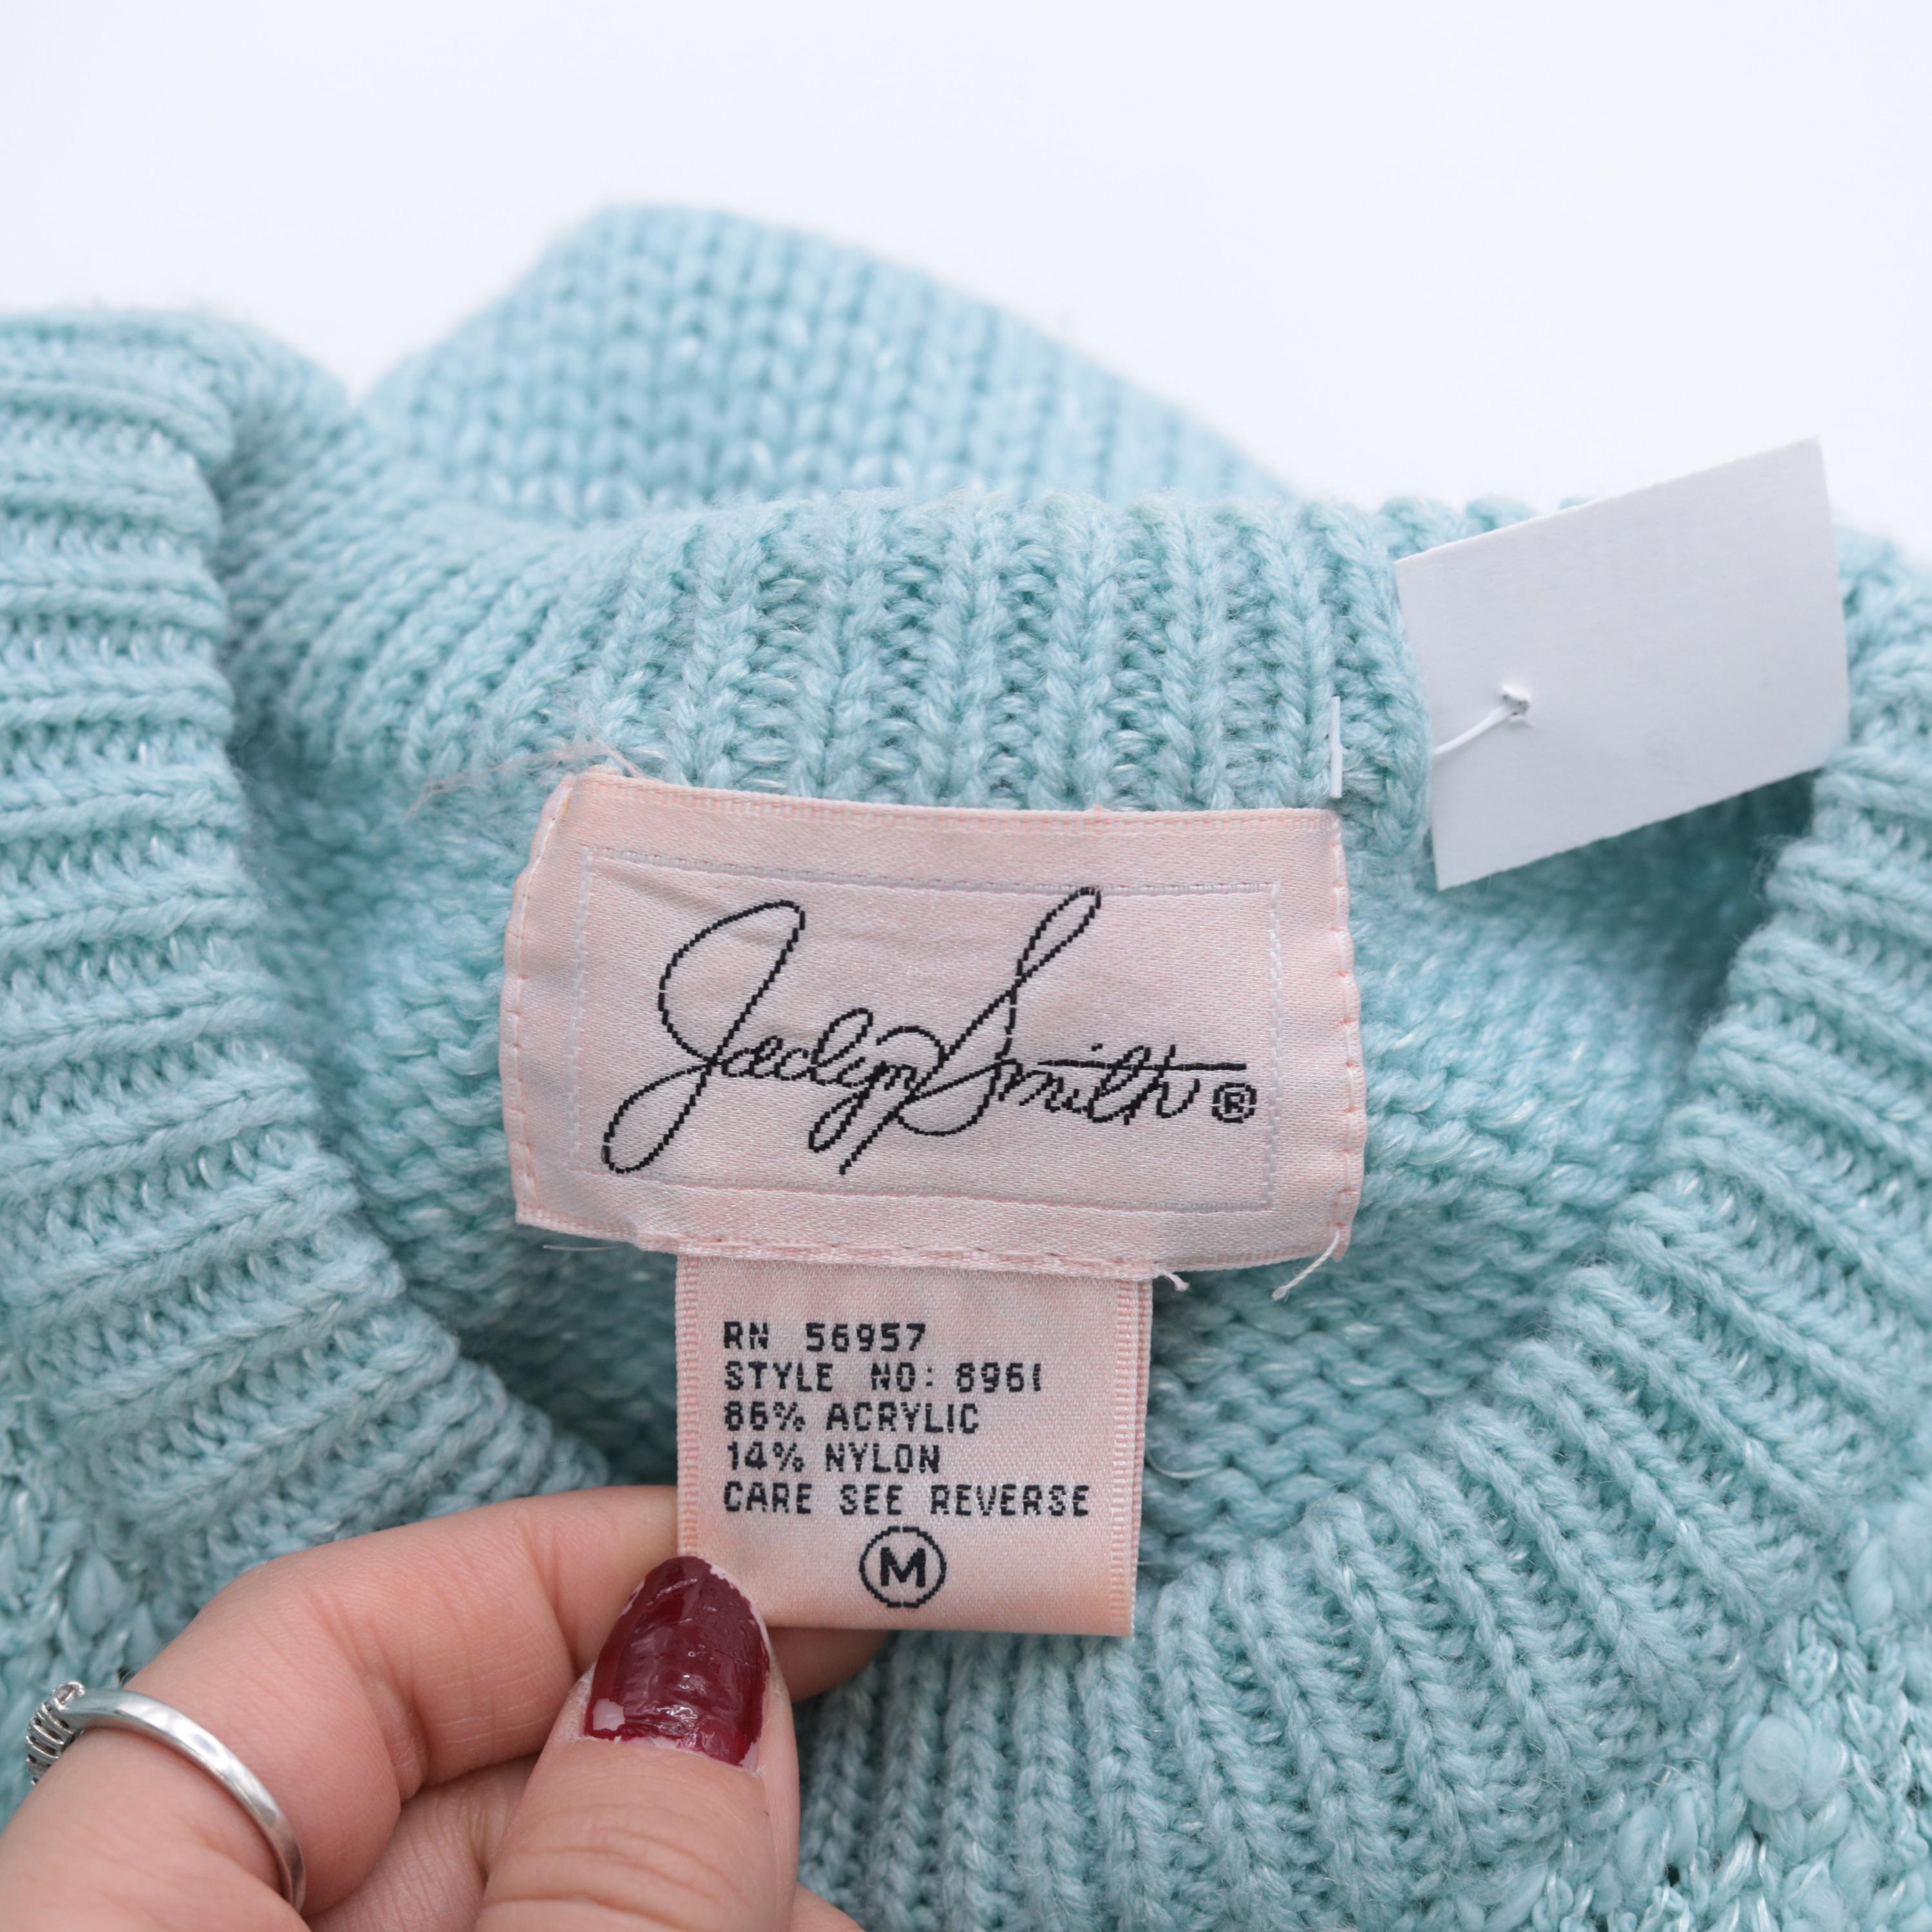 Jaclyn Smith ®
RN 56957
STYLE NO: 8961
86% ACRYLIC
14% NYLON
CARE SEE REVERSE
M